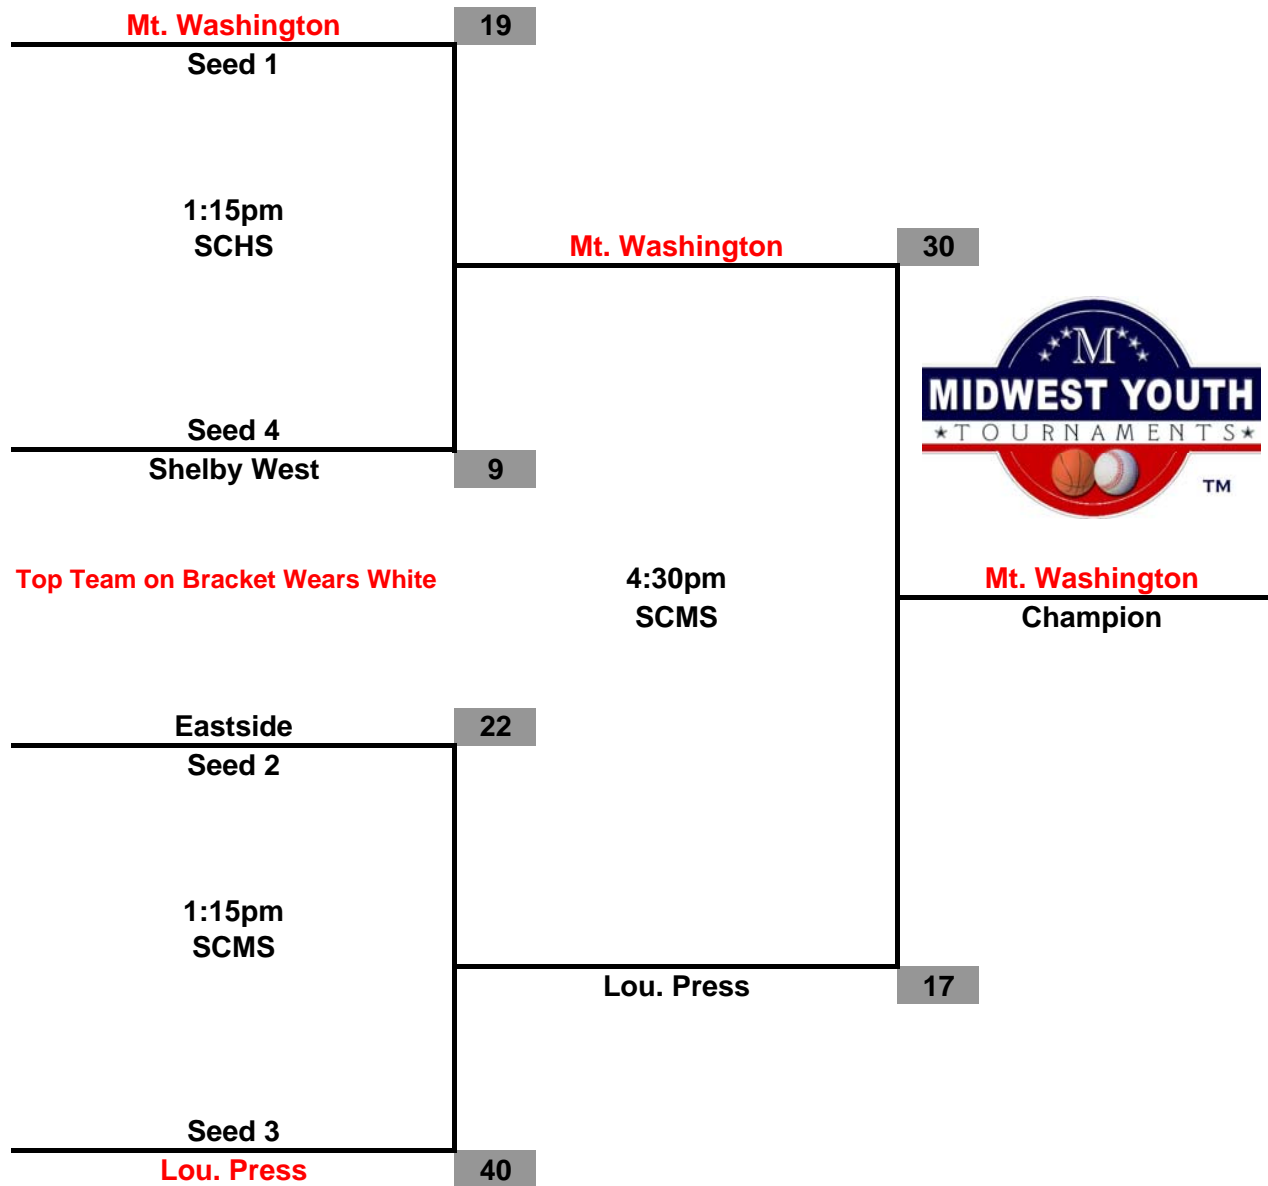 Mt. Washington 19
Seed 1
1:15pm
SCHS
Mt. Washington 30
M
MIDWEST YOUTH
★TOURNAMENTS★
TM
Seed 4
Shelby West 9
Top Team on Bracket Wears White
4:30pm
SCMS
Mt. Washington
Champion
Eastside 22
Seed 2
1:15pm
SCMS
Lou. Press 17
Seed 3
Lou. Press 40